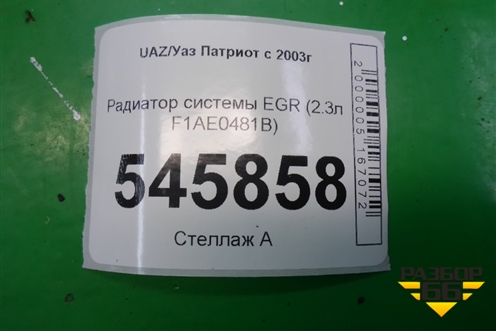 UAZ/Уаз Патриот с 2003г
Радиатор системы EGR (2.3л
F1AE0481B)
545858
Стеллаж А
2000005167072
РАЗБОР
66